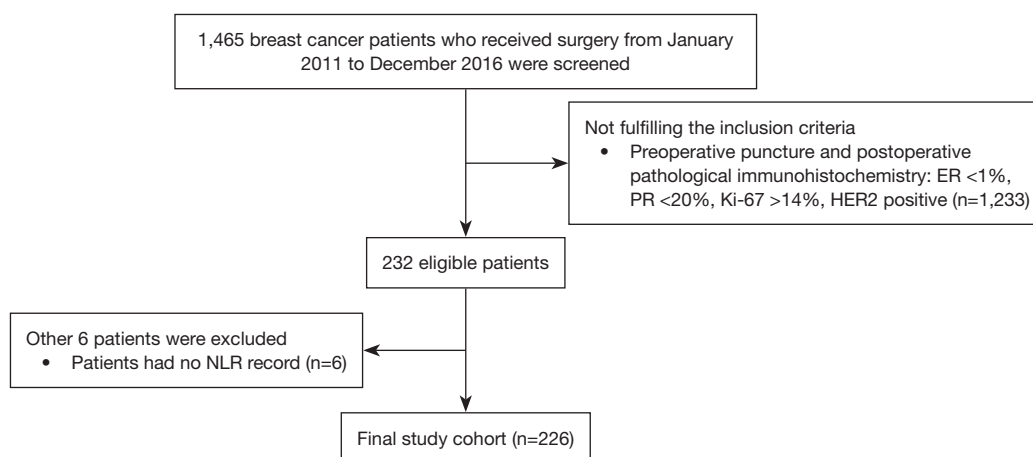 1,465 breast cancer patients who received surgery from January
2011 to December 2016 were screened
Not fulfilling the inclusion criteria
• Preoperative puncture and postoperative
pathological immunohistochemistry: ER <1%,
PR <20%, Ki-67 >14%, HER2 positive (n=1,233)
232 eligible patients
Other 6 patients were excluded
• Patients had no NLR record (n=6)
Final study cohort (n=226)